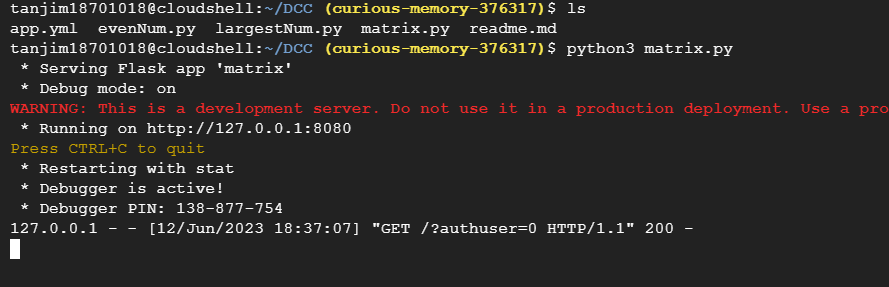 tanjim18701018@cloudshell:~/DCC (curious-memory-376317)$ ls
app.yml  evenNum.py  largestNum.py  matrix.py  readme.md
tanjim18701018@cloudshell:~/DCC (curious-memory-376317)$ python3 matrix.py
 * Serving Flask app 'matrix'
 * Debug mode: on
WARNING: This is a development server. Do not use it in a production deployment. Use a pro
 * Running on http://127.0.0.1:8080
Press CTRL+C to quit
 * Restarting with stat
 * Debugger is active!
 * Debugger PIN: 138-877-754
127.0.0.1 - - [12/Jun/2023 18:37:07] "GET /?authuser=0 HTTP/1.1" 200 -